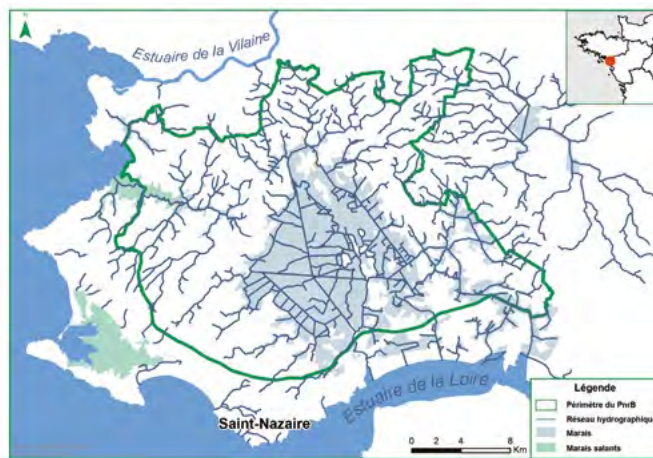 N
Estuaire de la Vilaine
Estuaire de la Loire
Saint-Nazaire
0 2 4 8
Km
Légende
Périmètre du PnrB
Réseau hydrographique
Marais
Marais salants